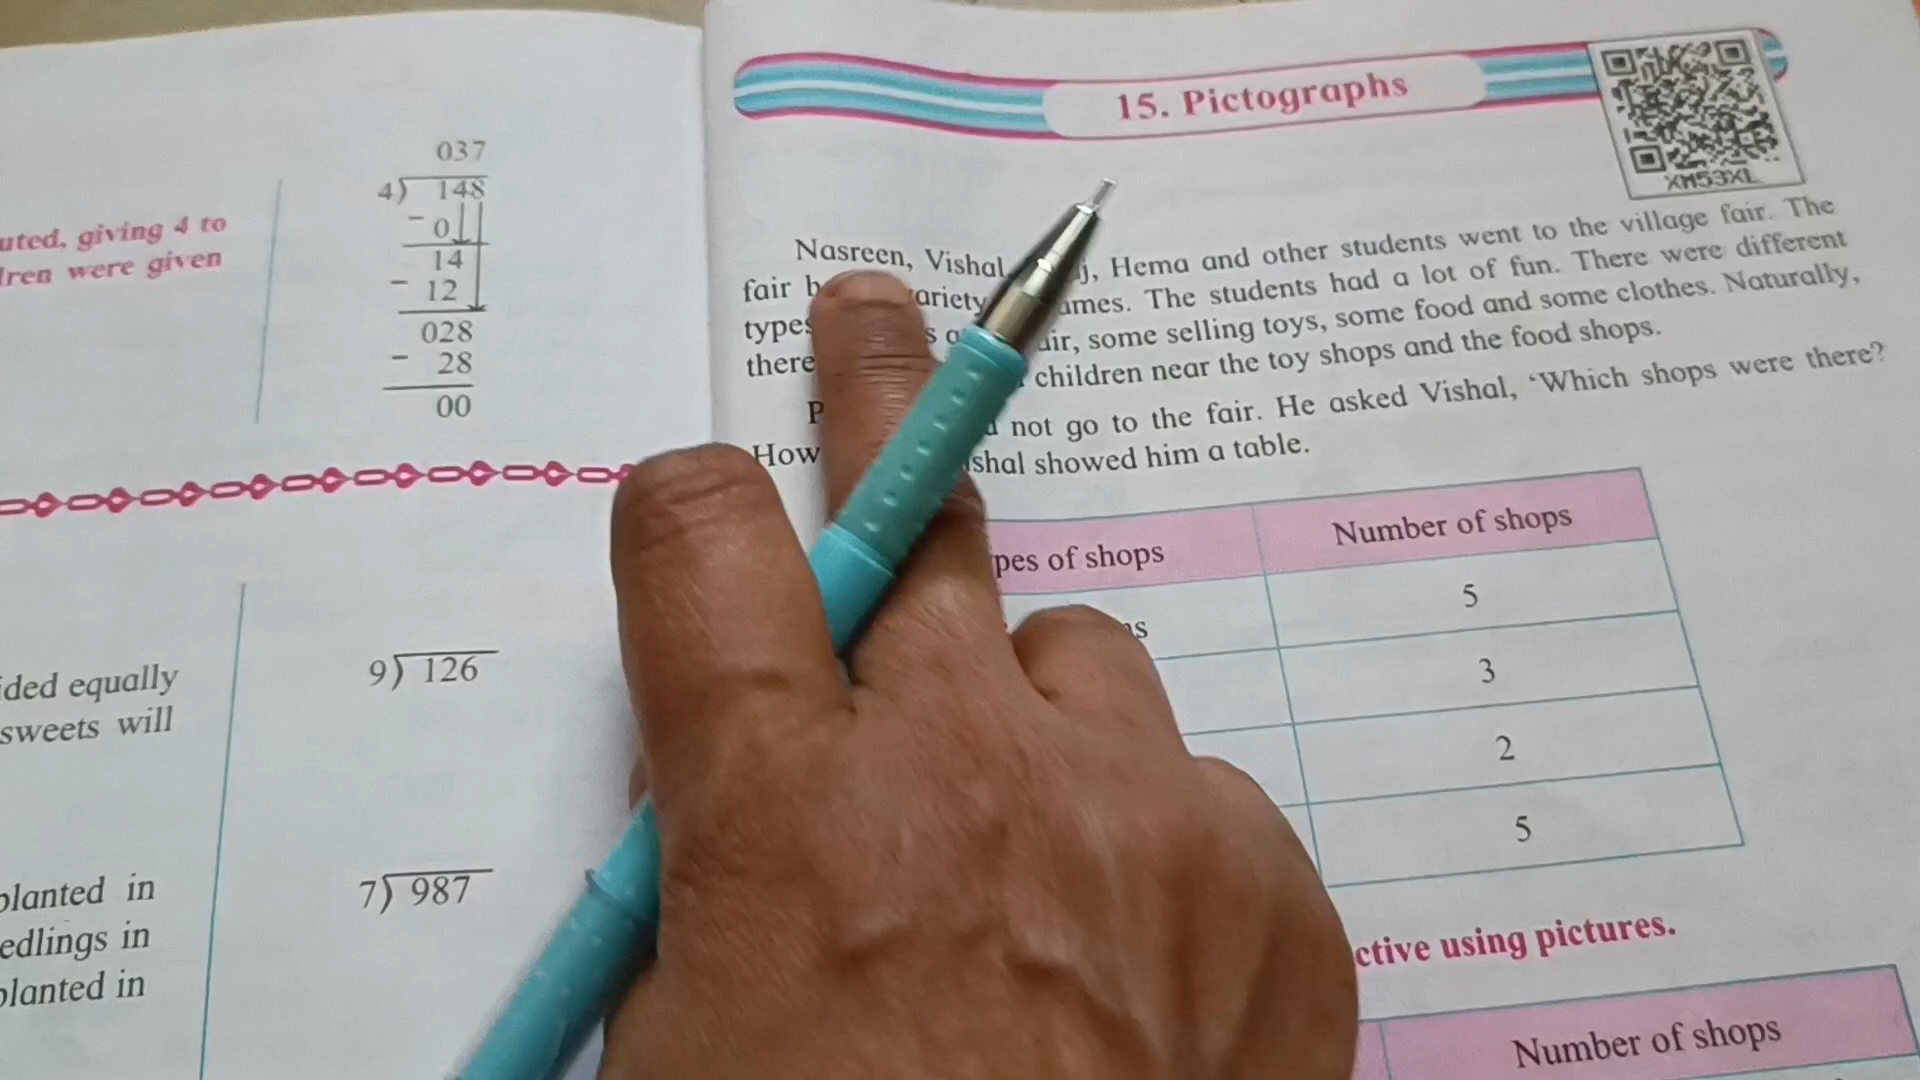 uted, giving 4 to
dren were given
037
4) 148
- 0
14
- 12
028
- 28
00
ided equally
sweets will
9) 126
planted in
edlings in
planted in
7) 987
15. Pictographs
XM53XL
Nasreen, Vishal, Hema and other students went to the village fair. The
fair ariety ames. The students had a lot of fun. There were different
types air, some selling toys, some food and some clothes. Naturally,
there children near the toy shops and the food shops.
P not go to the fair. He asked Vishal, ‘Which shops were there?
How shal showed him a table.
pes of shops
Number of shops
5
3
2
5
ctive using pictures.
Number of shops